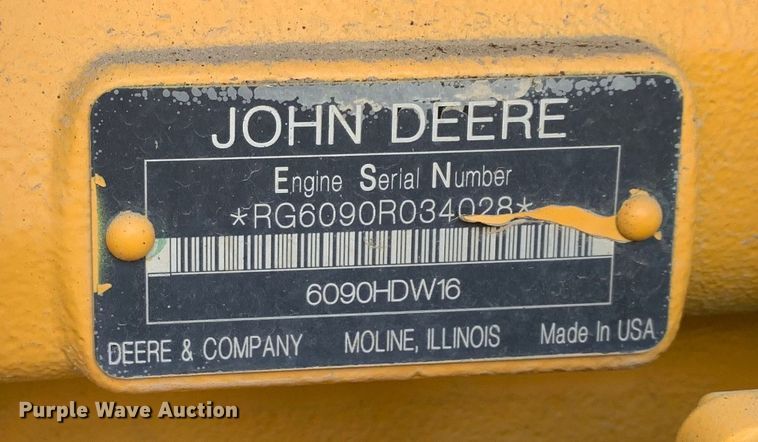 JOHN DEERE
Engine Serial Number
*RG6090R034028*
6090HDW16
DEERE & COMPANY MOLINE, ILLINOIS Made In USA
Purple Wave Auction